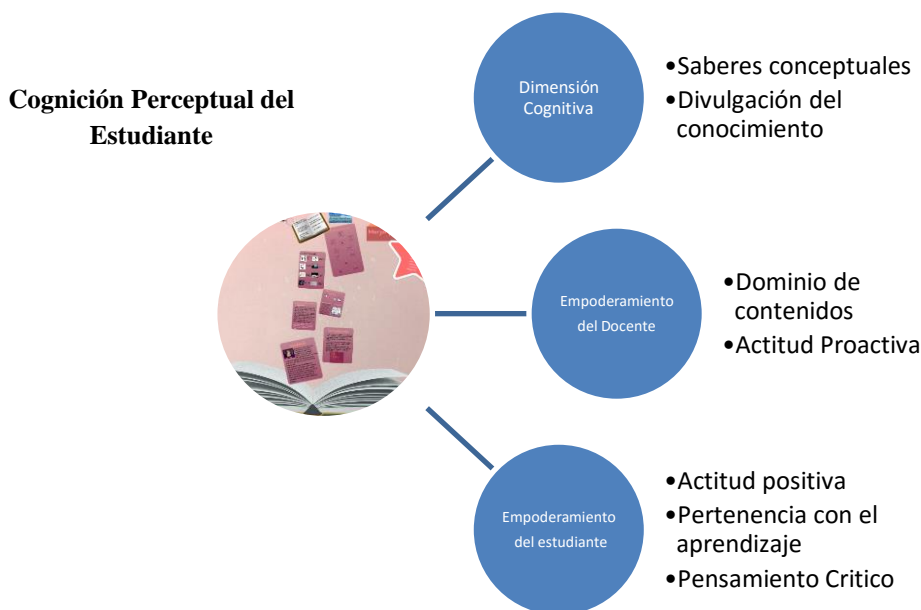 Cognición Perceptual del
Estudiante
Dimensión
Cognitiva
•Saberes conceptuales
•Divulgación del
conocimiento
Empoderamiento
del Docente
•Dominio de
contenidos
•Actitud Proactiva
Empoderamiento
del estudiante
•Actitud positiva
•Pertenencia con el
aprendizaje
•Pensamiento Critico